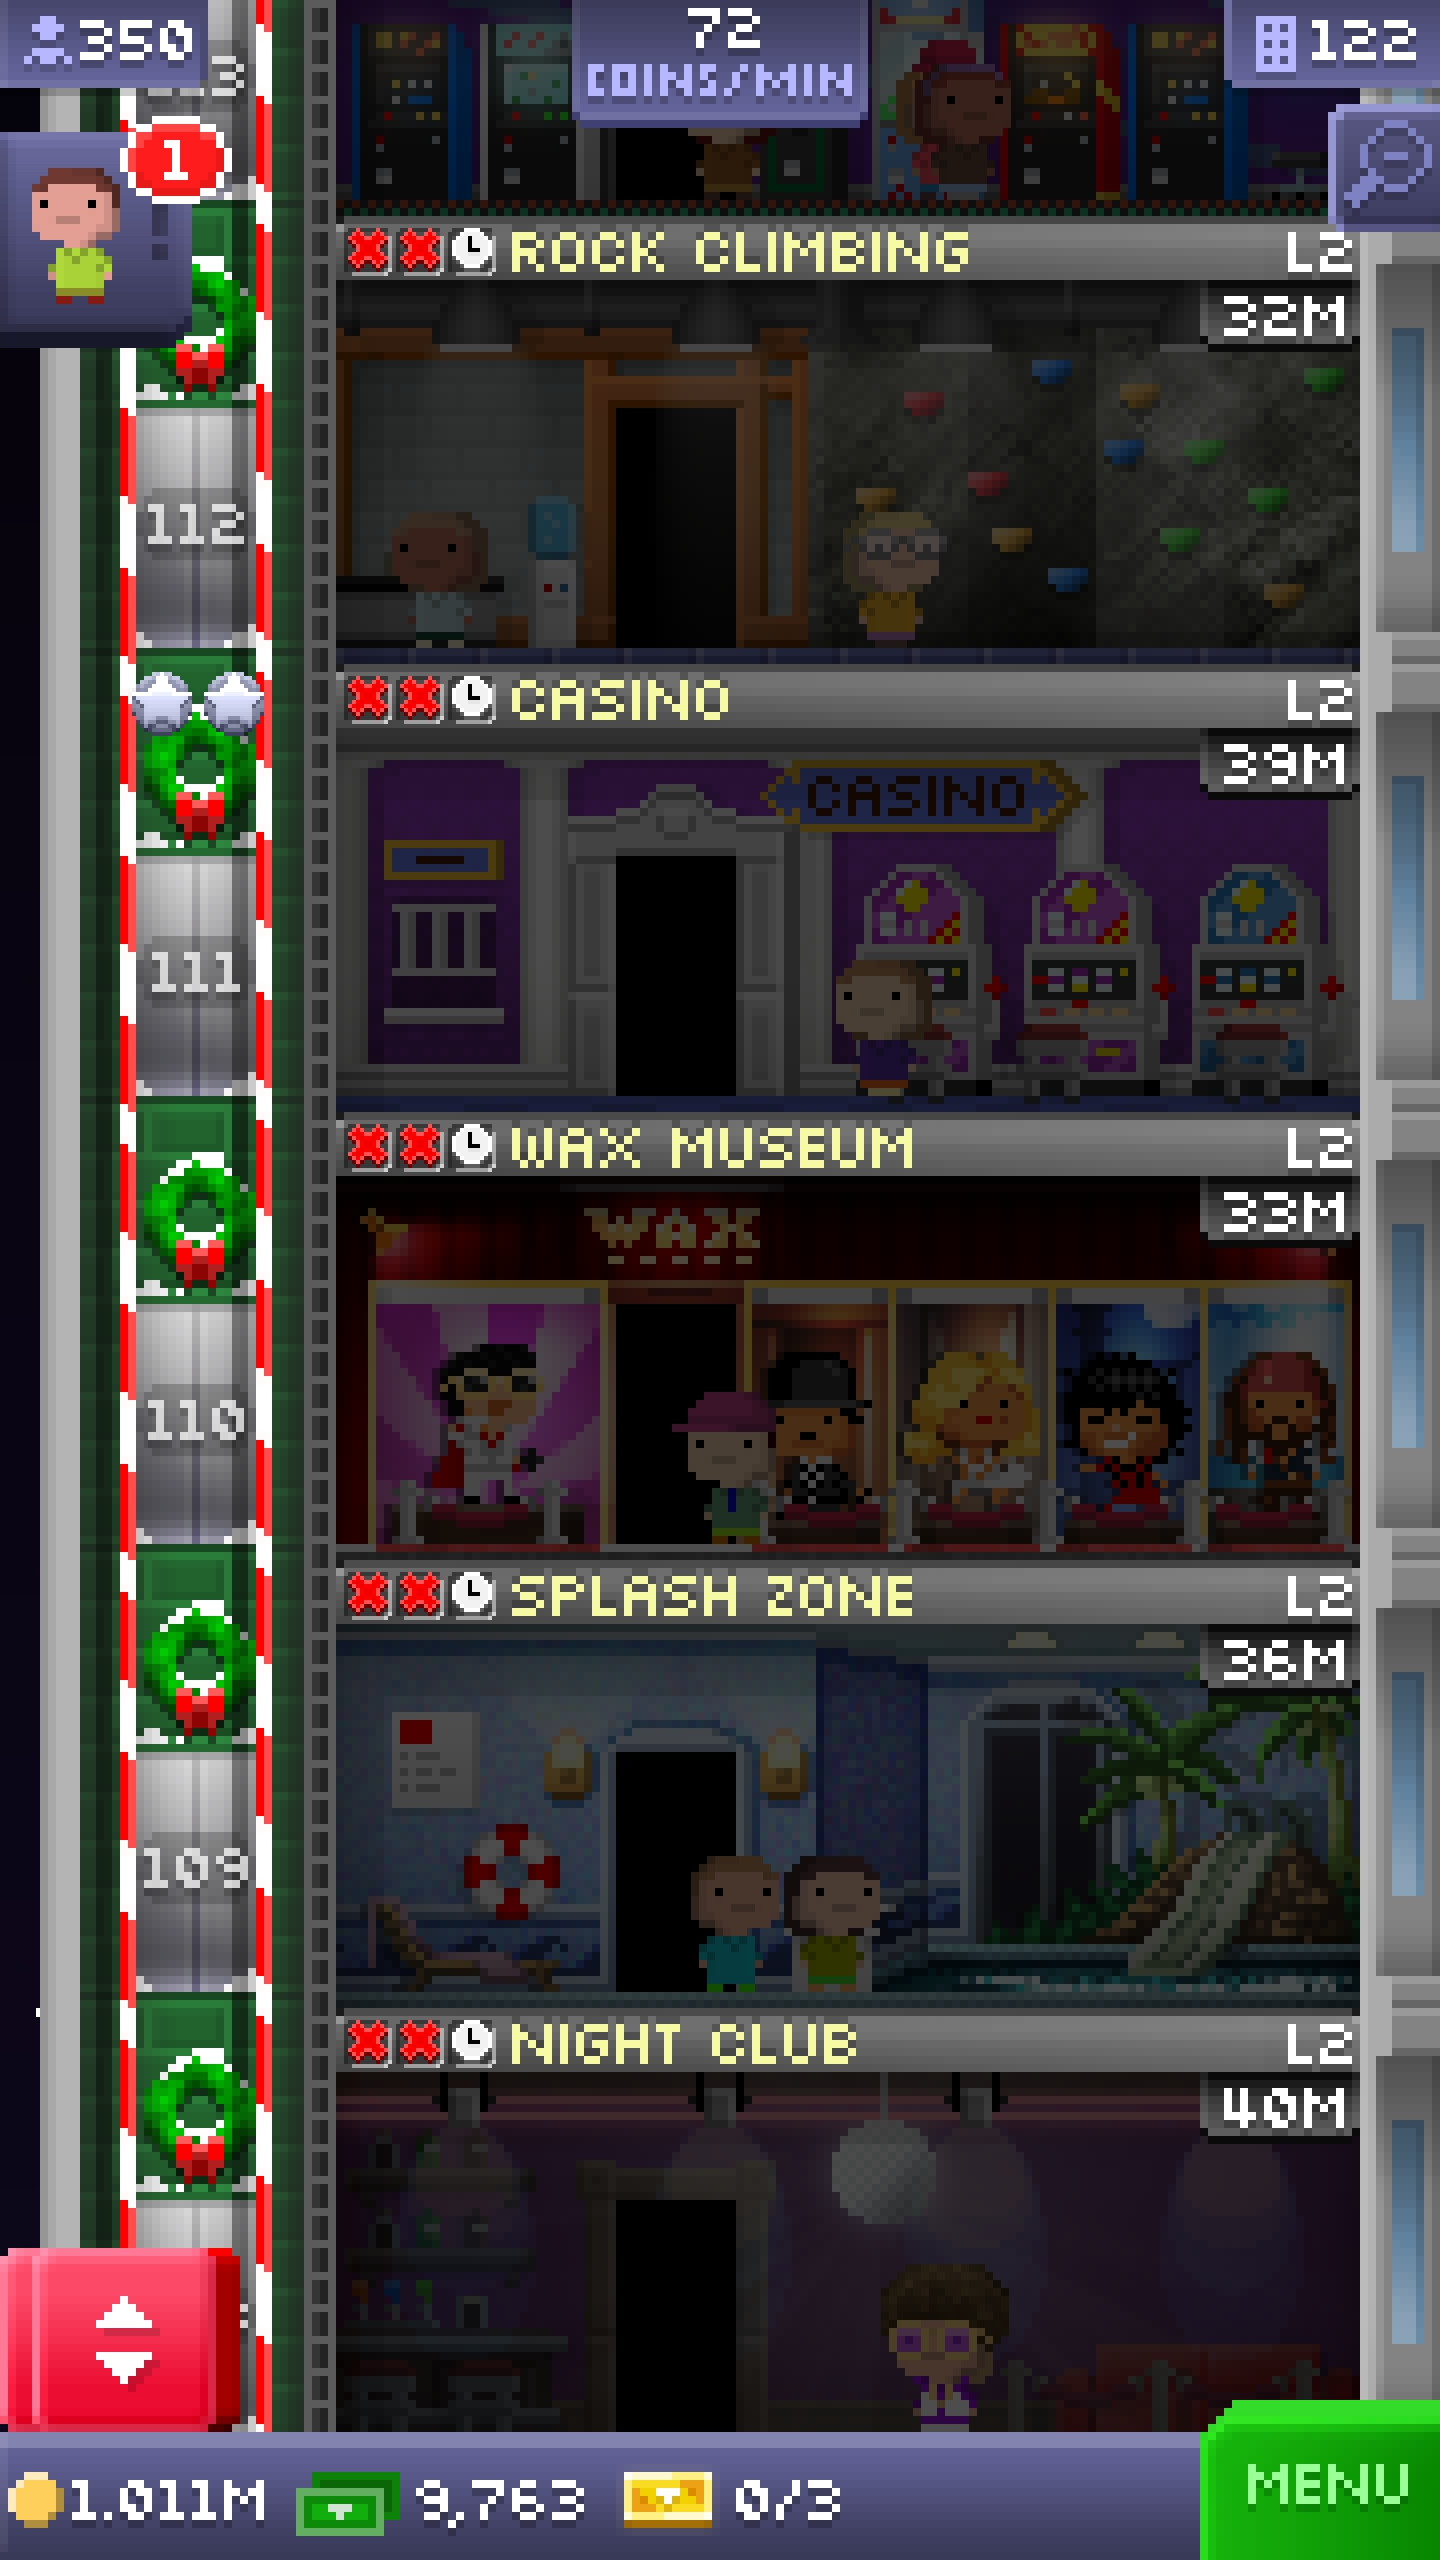 350
72
COINS/MIN
122
1
ROCK CLIMBING L2
32M
112
CASINO L2
39M
CASINO
111
WAX MUSEUM L2
33M
WAX
110
SPLASH ZONE L2
36M
109
NIGHT CLUB L2
40M
1.011M 9,763 0/3
MENU